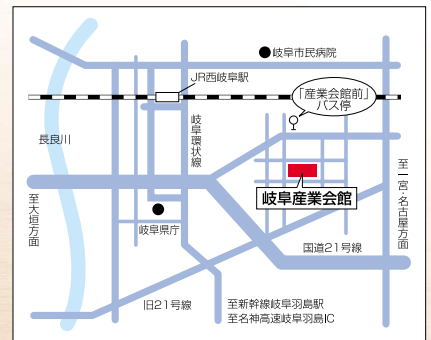 岐阜市民病院
JR西岐阜駅
「産業会館前」
バス停
長良川
岐阜環状線
至一宮・名古屋方面
至大垣方面
岐阜産業会館
岐阜県庁
国道21号線
旧21号線
至新幹線岐阜羽島駅
至名神高速岐阜羽島IC